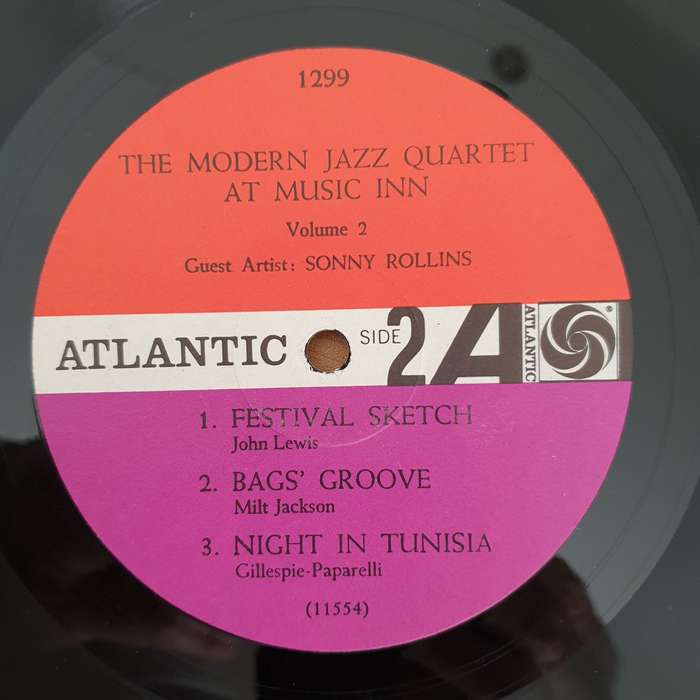 1299
THE MODERN JAZZ QUARTET
AT MUSIC INN
Volume 2
Guest Artist: SONNY ROLLINS
ATLANTIC SIDE 2 A ATLANTIC ®
1. FESTIVAL SKETCH
John Lewis
2. BAGS' GROOVE
Milt Jackson
3. NIGHT IN TUNISIA
Gillespie-Paparelli
(11554)